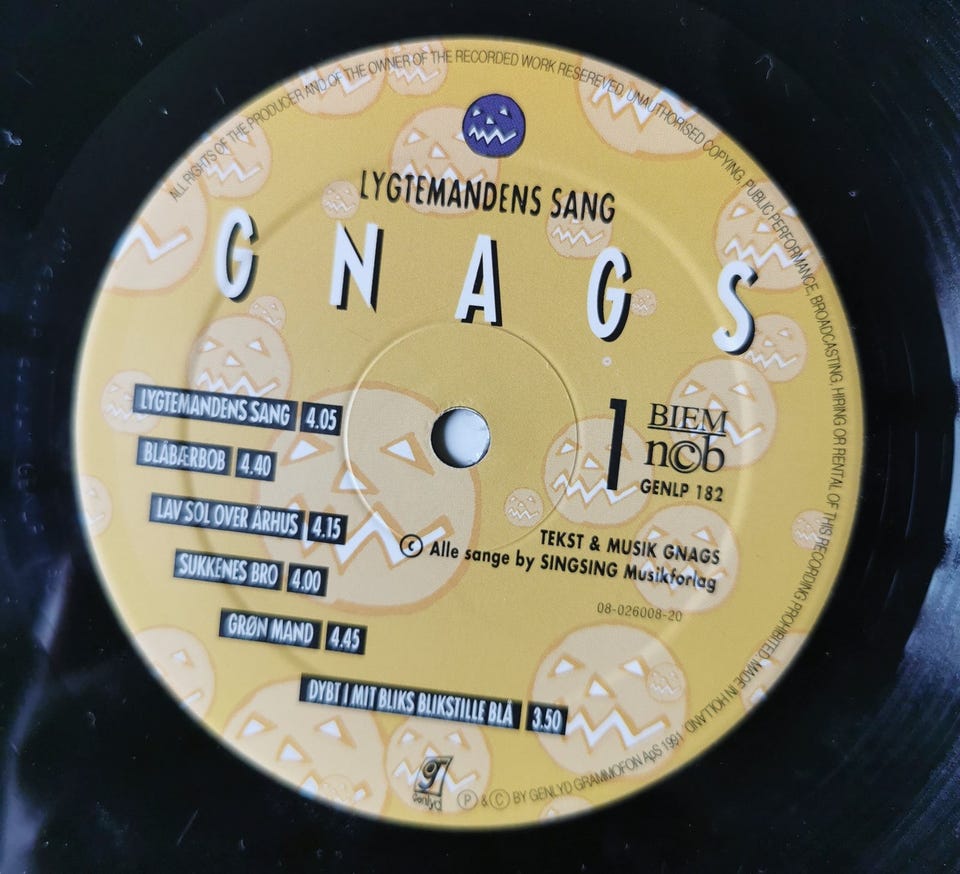 ALL RIGHTS OF THE PRODUCER AND OF THE OWNER OF THE RECORDED WORK RESEREVED. UNAUTHORISED COPYING, PUBLIC PERFORMANCE, BROADCASTING, HIRING OR RENTAL OF THIS RECORDING PROHIBITED. MADE IN HOLLAND
LYGTEMANDENS SANG
GNAGS
LYGTEMANDENS SANG 4.05
BLÅBÆRBOB 4.40
LAV SOL OVER ÅRHUS 4.15
SUKKENES BRO 4.00
GRØN MAND 4.45
DYBT I MIT BLIKS BLIKSTILLE BLÅ 3.50
1
BIEM
n©b
GENLP 182
TEKST & MUSIK GNAGS
© Alle sange by SINGSING Musikforlag
08-026008-20
g
Genlyd
Ⓟ & Ⓒ BY GENLYD GRAMMOFOIN ApS 1991